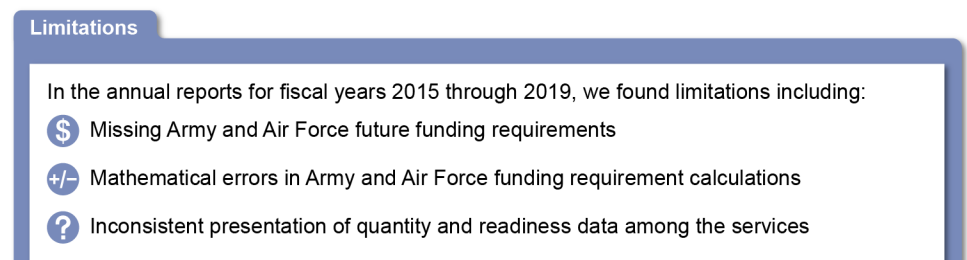 Limitations
In the annual reports for fiscal years 2015 through 2019, we found limitations including:
$ Missing Army and Air Force future funding requirements
+/− Mathematical errors in Army and Air Force funding requirement calculations
? Inconsistent presentation of quantity and readiness data among the services